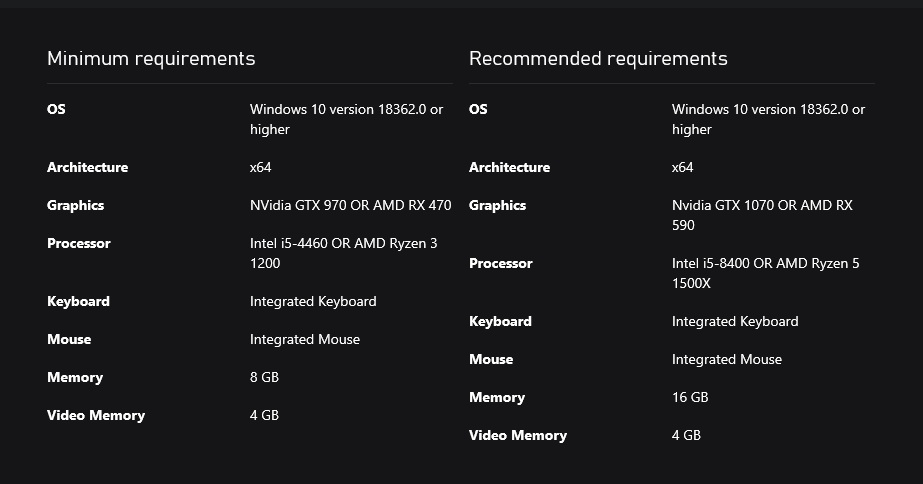 Minimum requirements
OS Windows 10 version 18362.0 or
higher
Architecture x64
Graphics NVidia GTX 970 OR AMD RX 470
Processor Intel i5-4460 OR AMD Ryzen 3
1200
Keyboard Integrated Keyboard
Mouse Integrated Mouse
Memory 8 GB
Video Memory 4 GB
Recommended requirements
OS Windows 10 version 18362.0 or
higher
Architecture x64
Graphics Nvidia GTX 1070 OR AMD RX
590
Processor Intel i5-8400 OR AMD Ryzen 5
1500X
Keyboard Integrated Keyboard
Mouse Integrated Mouse
Memory 16 GB
Video Memory 4 GB